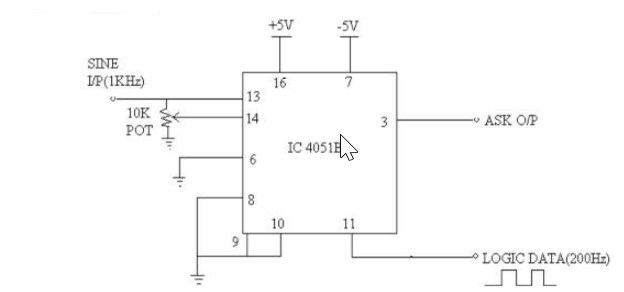 +5V -5V
SINE
I/P(1KHz)
16 7
13
10K
14
POT
3
ASK O/P
IC 4051B
6
8
10 11
9
LOGIC DATA(200Hz)